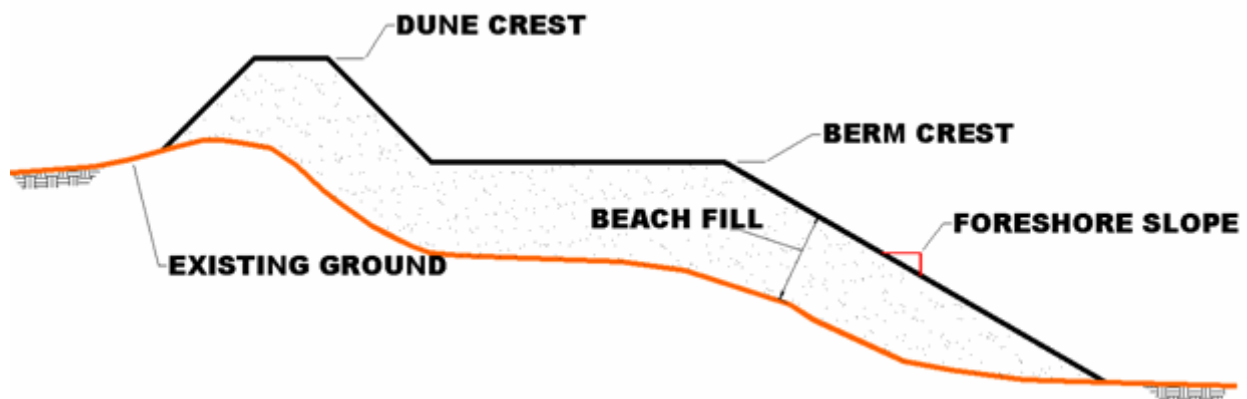 DUNE CREST
BERM CREST
BEACH FILL
FORESHORE SLOPE
EXISTING GROUND